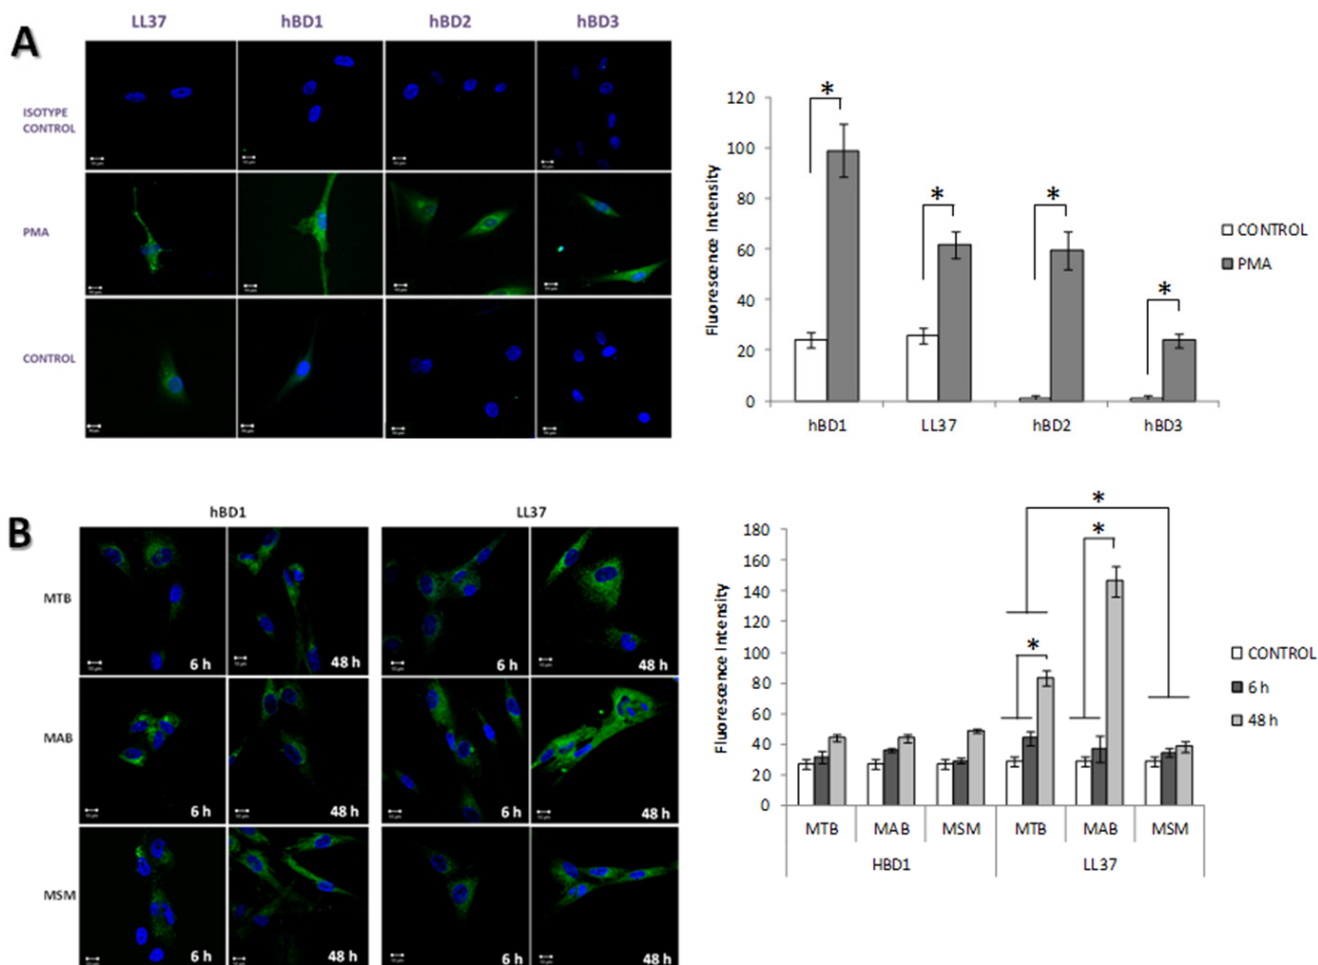 A
LL37 hBD1 hBD2 hBD3
ISOTYPE
CONTROL
PMA
CONTROL
Fluorescence Intensity
120
100
80
60
40
20
0
*
*
*
*
hBD1 LL37 hBD2 hBD3
CONTROL
PMA
B
hBD1 LL37
MTB
6 h 48 h 6 h 48 h
MAB
6 h 48 h 6 h 48 h
MSM
6 h 48 h 6 h 48 h
Fluorescence Intensity
180
160
140
120
100
80
60
40
20
0
*
*
*
MTB MAB MSM MTB MAB MSM
HBD1 LL37
CONTROL
6 h
48 h